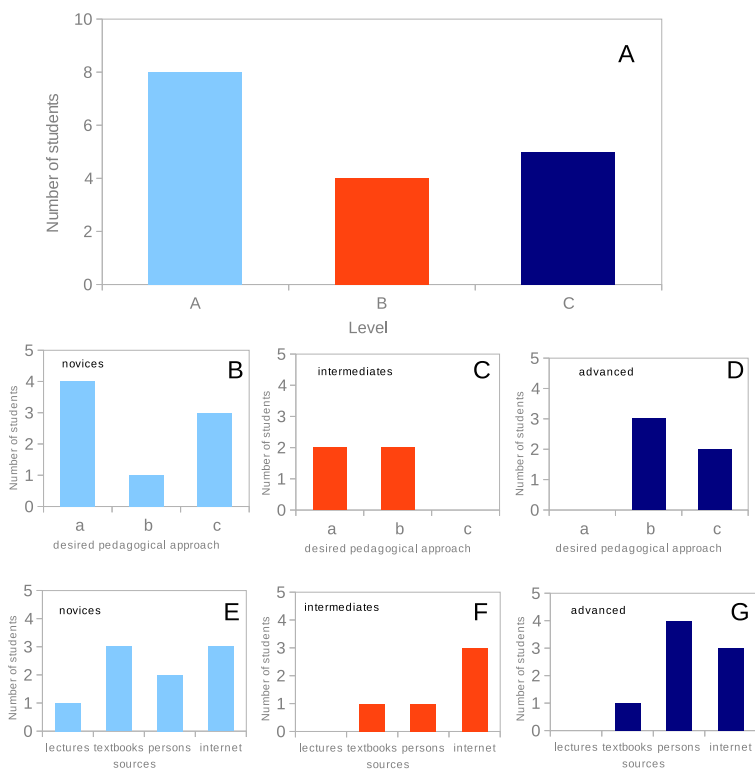 10
8
6
4
2
0
Number of students
A
A B C
Level
5
4
3
2
1
0
Number of students
novices
B
a b c
desired pedagogical approach
5
4
3
2
1
0
Number of students
intermediates
C
a b c
desired pedagogical approach
5
4
3
2
1
0
Number of students
advanced
D
a b c
desired pedagogical approach
5
4
3
2
1
0
Number of students
novices
E
lectures textbooks persons internet
sources
5
4
3
2
1
0
Number of students
intermediates
F
lectures textbooks persons internet
sources
5
4
3
2
1
0
Number of students
advanced
G
lectures textbooks persons internet
sources